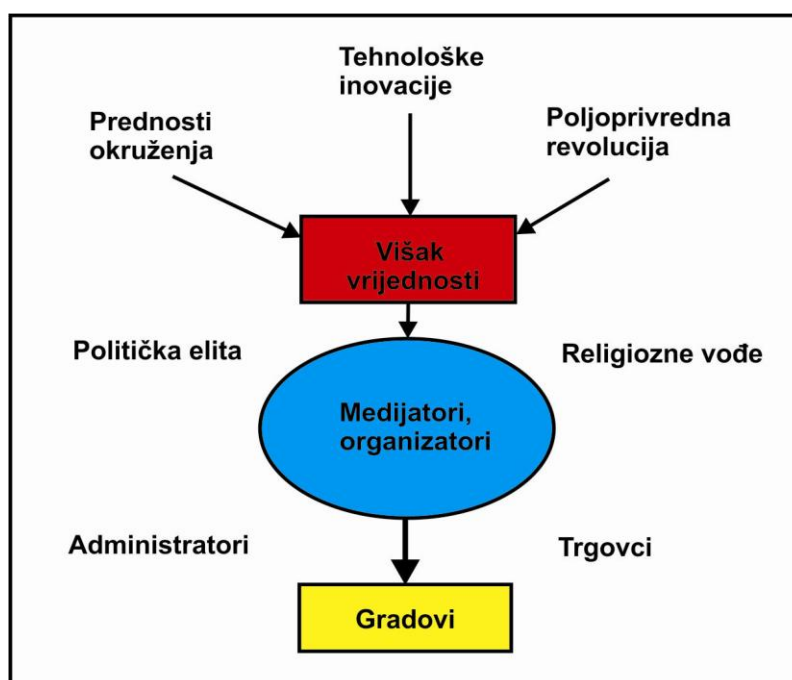 Tehnološke
inovacije
Prednosti
okruženja
Poljoprivredna
revolucija
Višak
vrijednosti
Politička elita
Religiozne vođe
Medijatori,
organizatori
Administratori
Trgovci
Gradovi